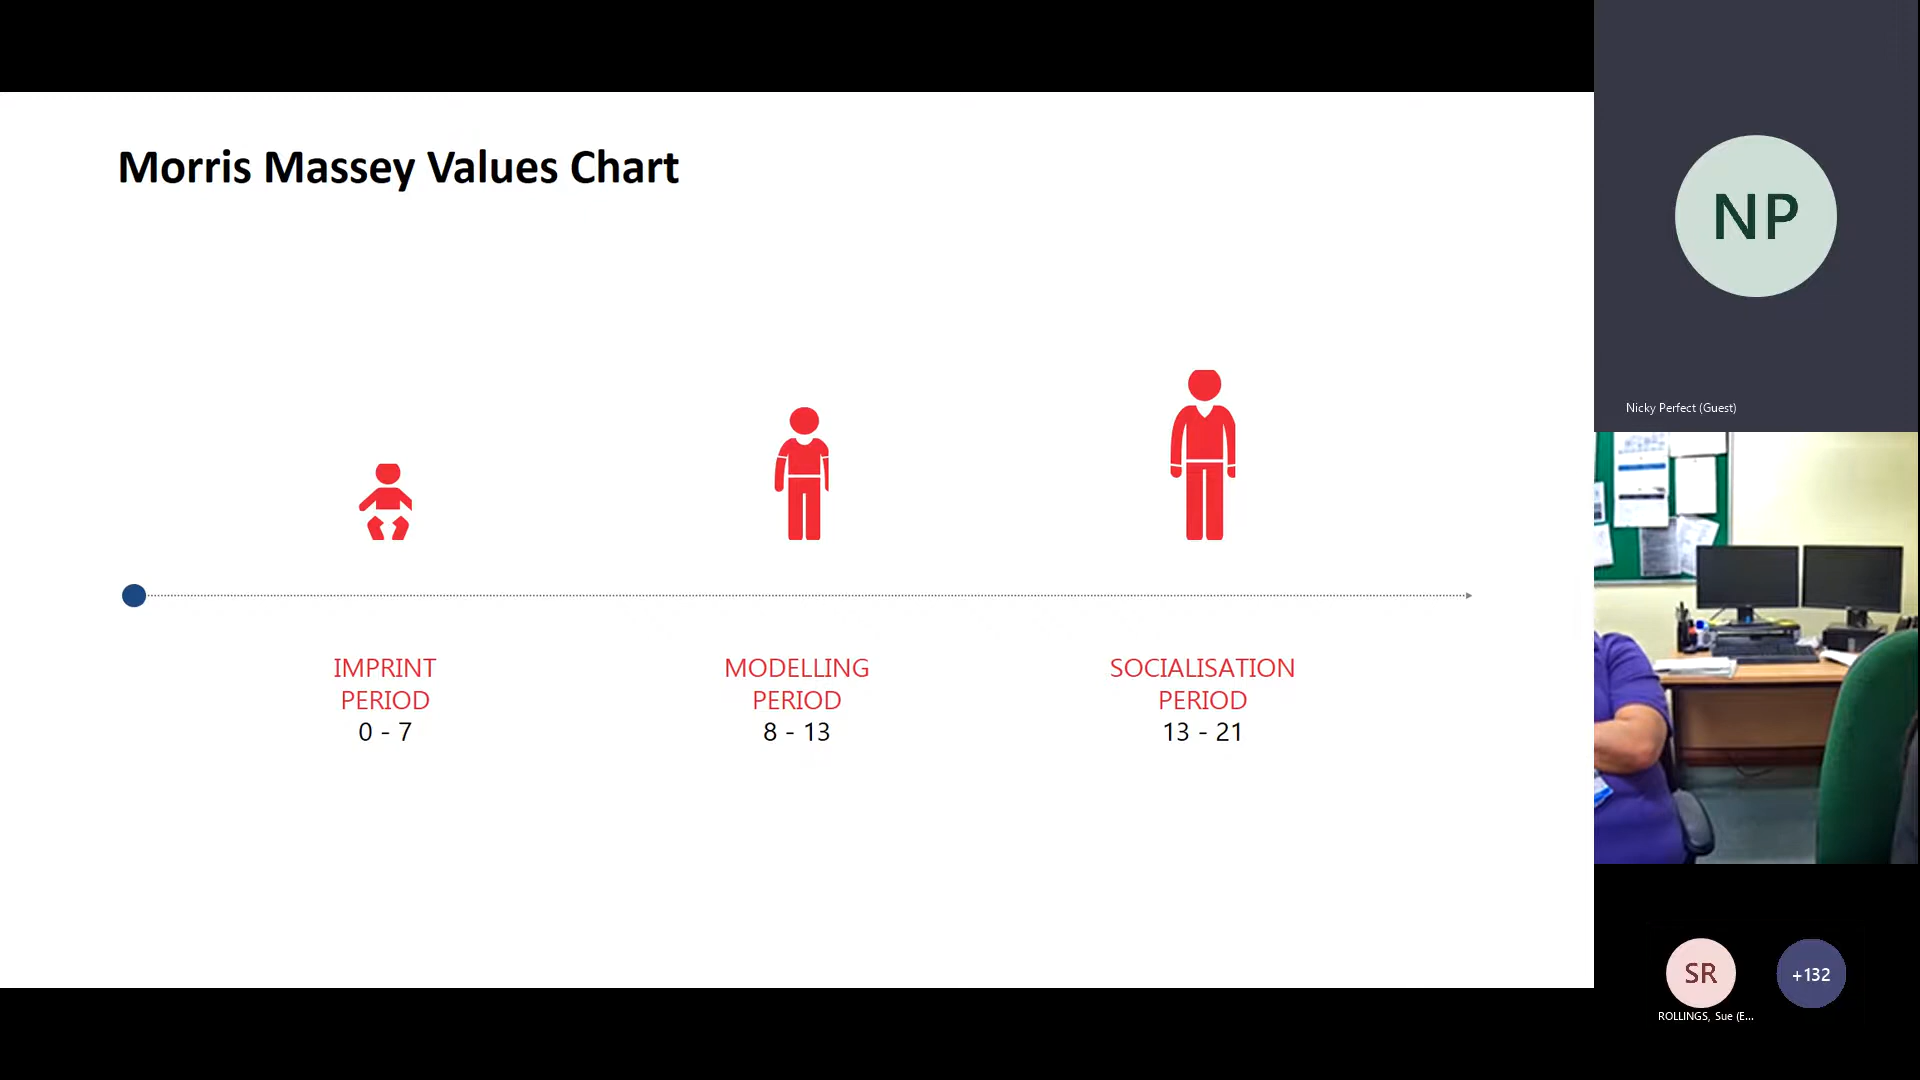 Morris Massey Values Chart
IMPRINT
PERIOD
0 - 7
MODELLING
PERIOD
8 - 13
SOCIALISATION
PERIOD
13 - 21
NP
Nicky Perfect (Guest)
SR
+132
ROLLINGS, Sue (E...